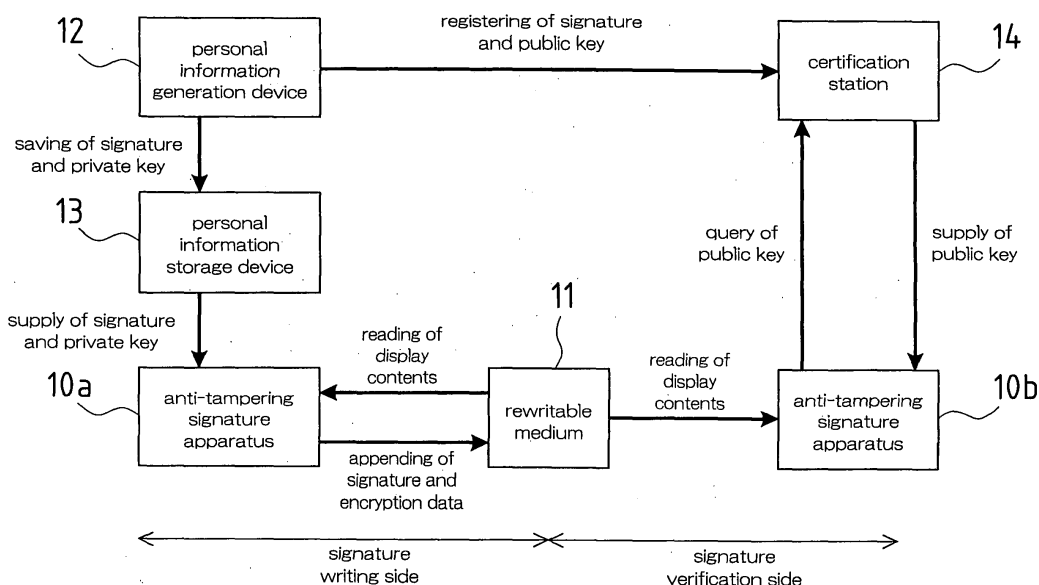 12
personal
information
generation device
registering of signature
and public key
14
certification
station
saving of signature
and private key
13
personal
information
storage device
query of
public key
supply of
public key
supply of signature
and private key
11
reading of
display
contents
reading of
display
contents
10a
anti-tampering
signature
apparatus
rewritable
medium
10b
anti-tampering
signature
apparatus
appending of
signature and
encryption data
signature
writing side
signature
verification side